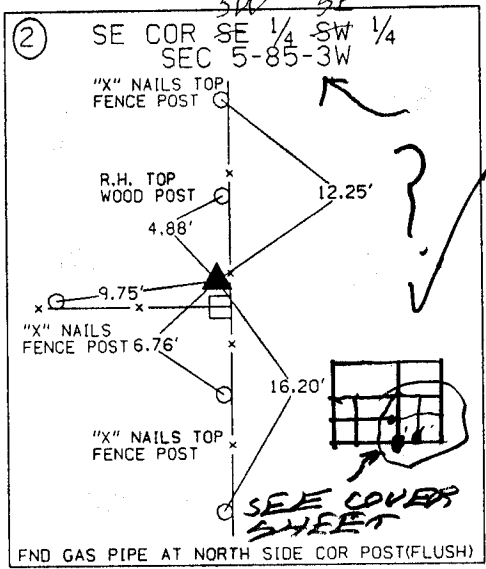 SW SE
② SE COR SE 1/4 SW 1/4
SEC 5-85-3W
"X" NAILS TOP
FENCE POST
R.H. TOP
WOOD POST
12.25'
4.88'
?
9.75'
"X" NAILS
FENCE POST
6.76'
16.20'
"X" NAILS TOP
FENCE POST
SEE COVER
SHEET
FND GAS PIPE AT NORTH SIDE COR POST(FLUSH)